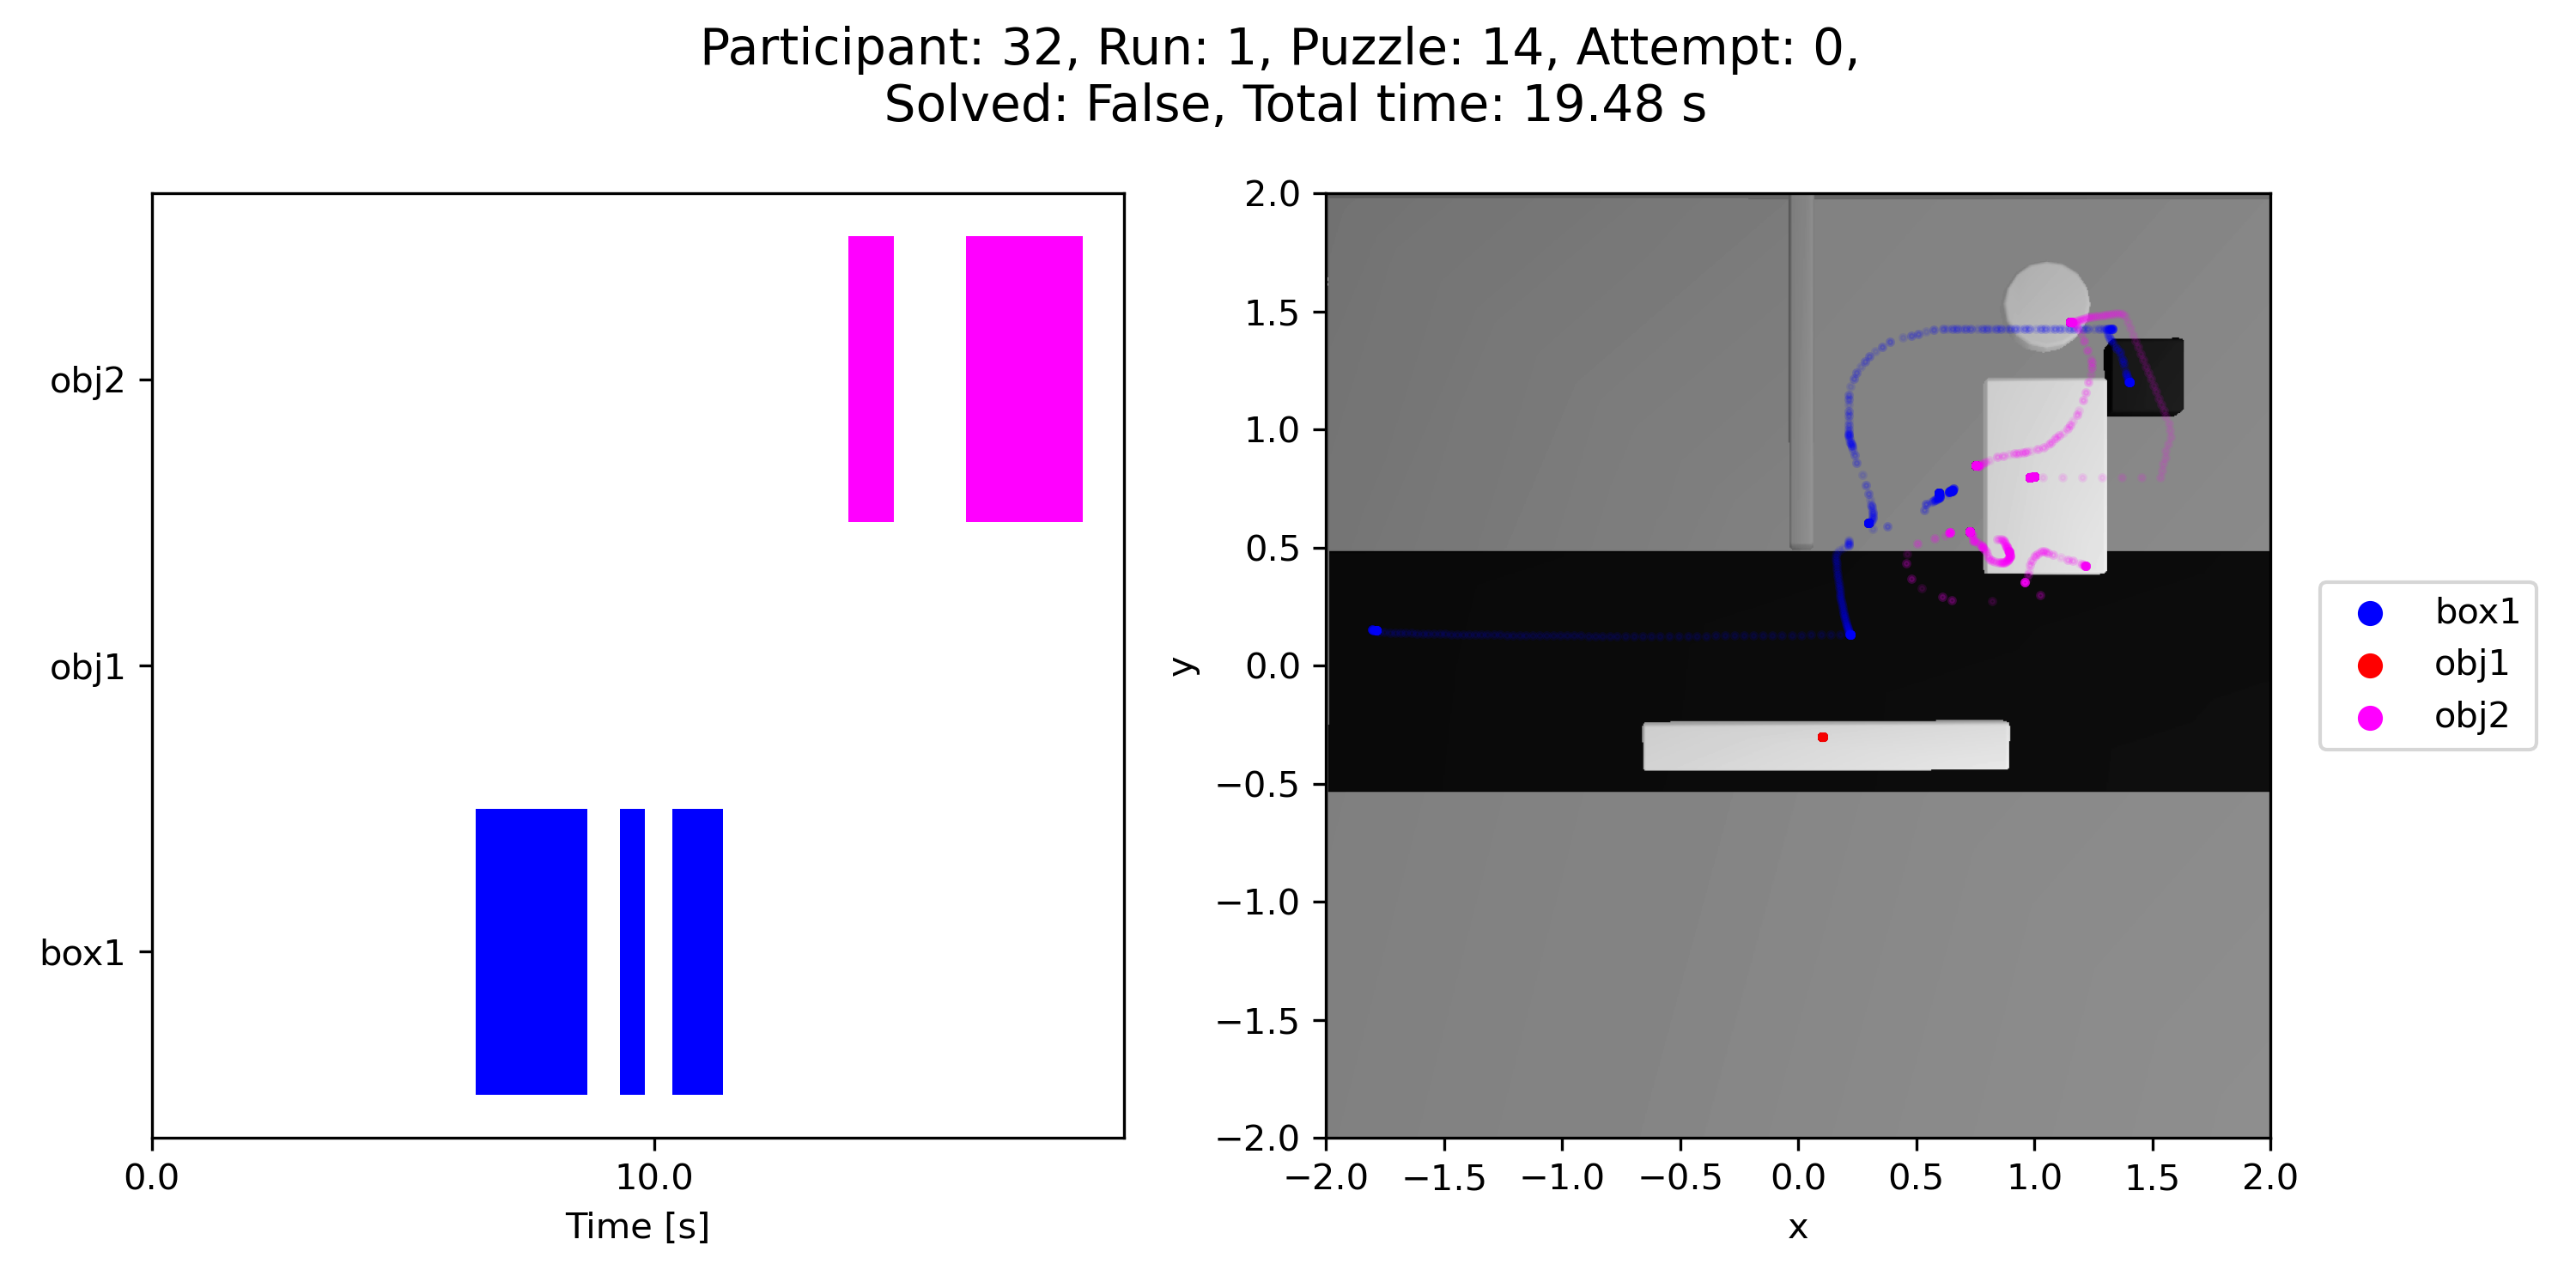 Participant: 32, Run: 1, Puzzle: 14, Attempt: 0,
Solved: False, Total time: 19.48 s
obj2
obj1
box1
0.0 10.0
Time [s]
2.0
1.5
1.0
0.5
0.0
−0.5
−1.0
−1.5
−2.0
y
−2.0 −1.5 −1.0 −0.5 0.0 0.5 1.0 1.5 2.0
x
box1
obj1
obj2